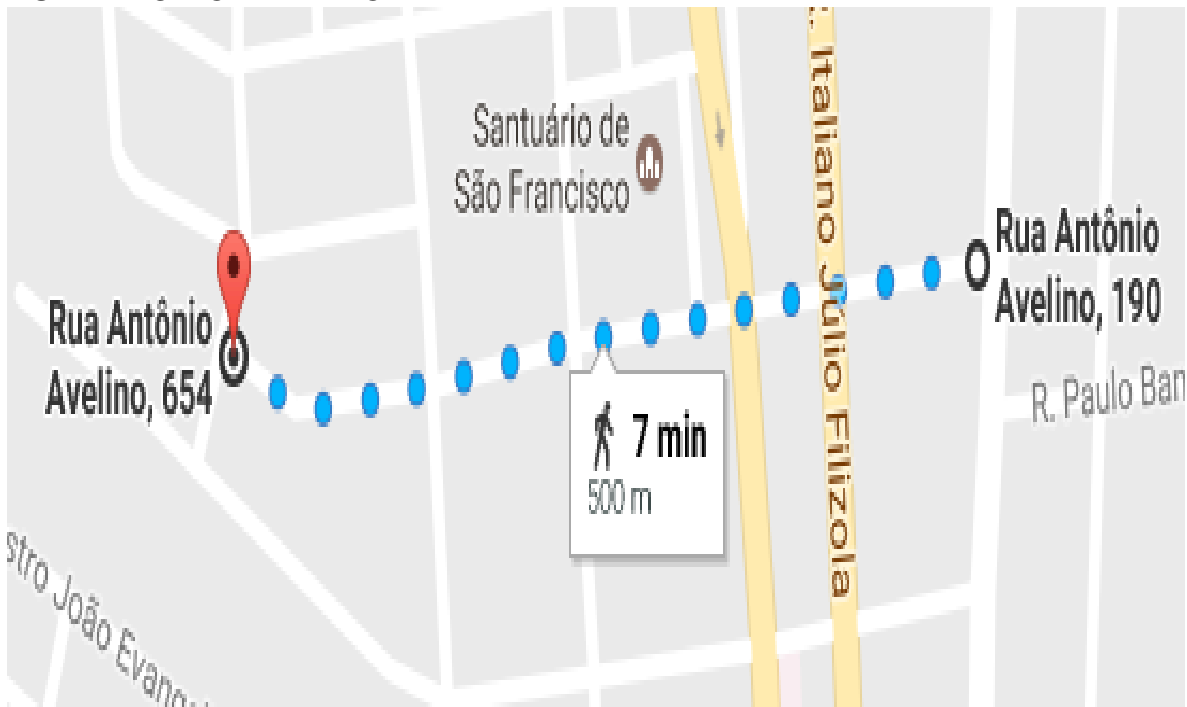 Santuário de
São Francisco
Italiano Júlio Filizola
Rua Antônio
Avelino, 190
Rua Antônio
Avelino, 654
R. Paulo Ban
7 min
500 m
stro João Evang